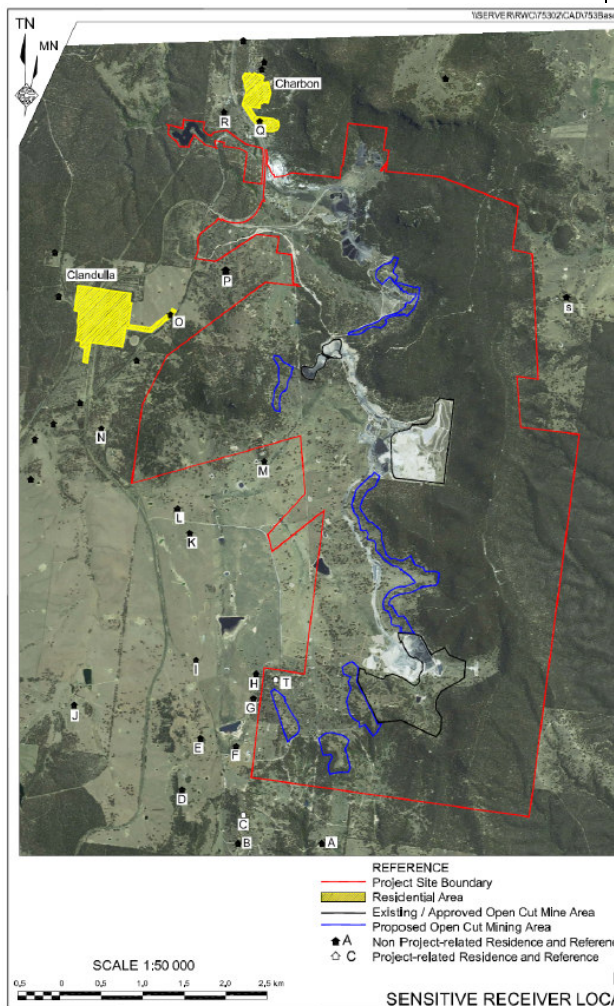 \\SERVER\RWC\75302\CAD\753Base
TN
MN
Charbon
R
Q
Clandulla
P
S
O
N
M
L
K
I
H
T
J
G
E
F
D
C
B
A
REFERENCE
Project Site Boundary
Residential Area
Existing / Approved Open Cut Mine Area
Proposed Open Cut Mining Area
A Non Project-related Residence and Referen
C Project-related Residence and Reference
SCALE 1:50 000
0,5 0 0,5 1,0 1,5 2,0 2,5 km
SENSITIVE RECEIVER LOC